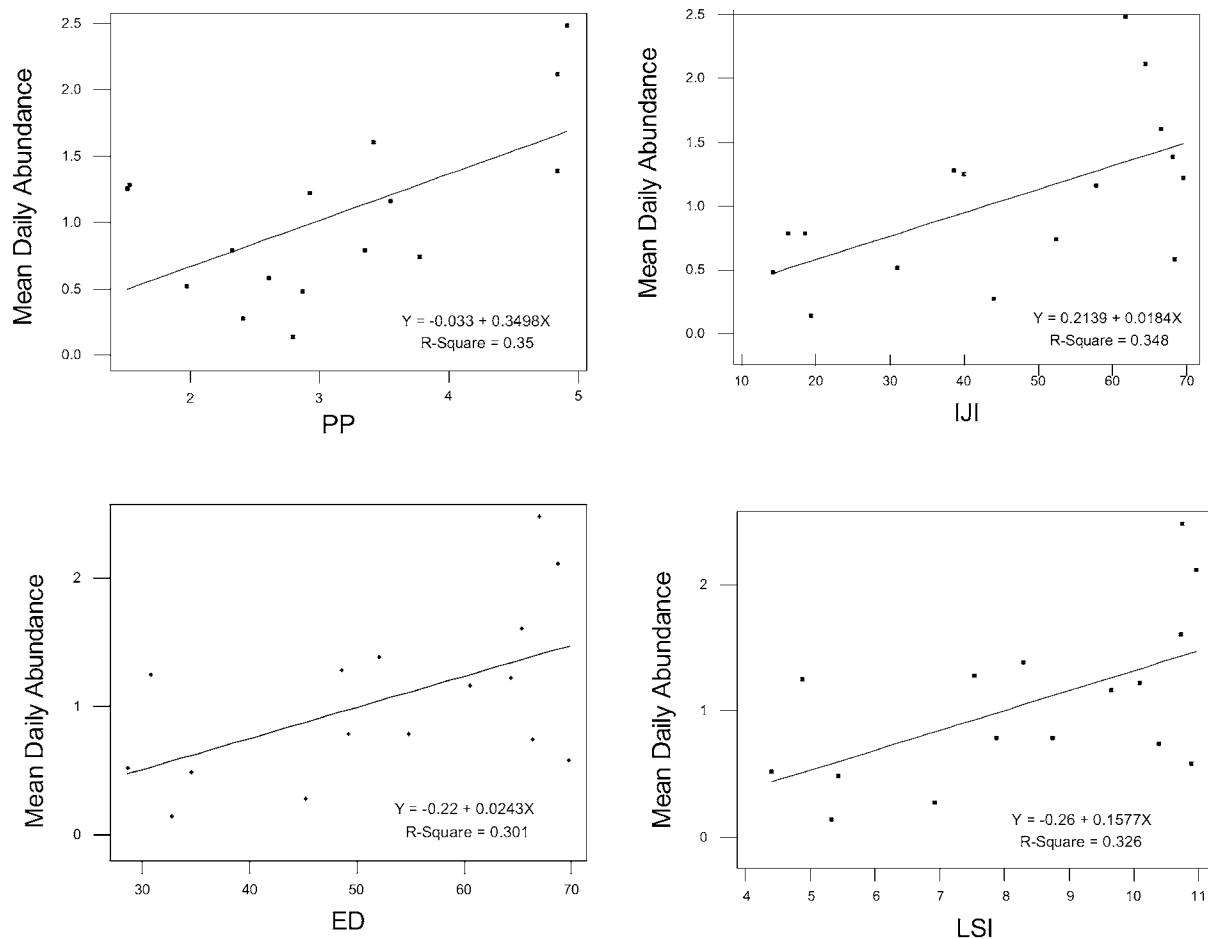 2.5
2.0
1.5
1.0
0.5
0.0
Mean Daily Abundance
Y = -0.033 + 0.3498X
R-Square = 0.35
2 3 4 5
PP
2.5
2.0
1.5
1.0
0.5
0.0
Mean Daily Abundance
Y = 0.2139 + 0.0184X
R-Square = 0.348
10 20 30 40 50 60 70
IJI
2
1
0
Mean Daily Abundance
Y = -0.22 + 0.0243X
R-Square = 0.301
30 40 50 60 70
ED
2
1
0
Mean Daily Abundance
Y = -0.26 + 0.1577X
R-Square = 0.326
4 5 6 7 8 9 10 11
LSI